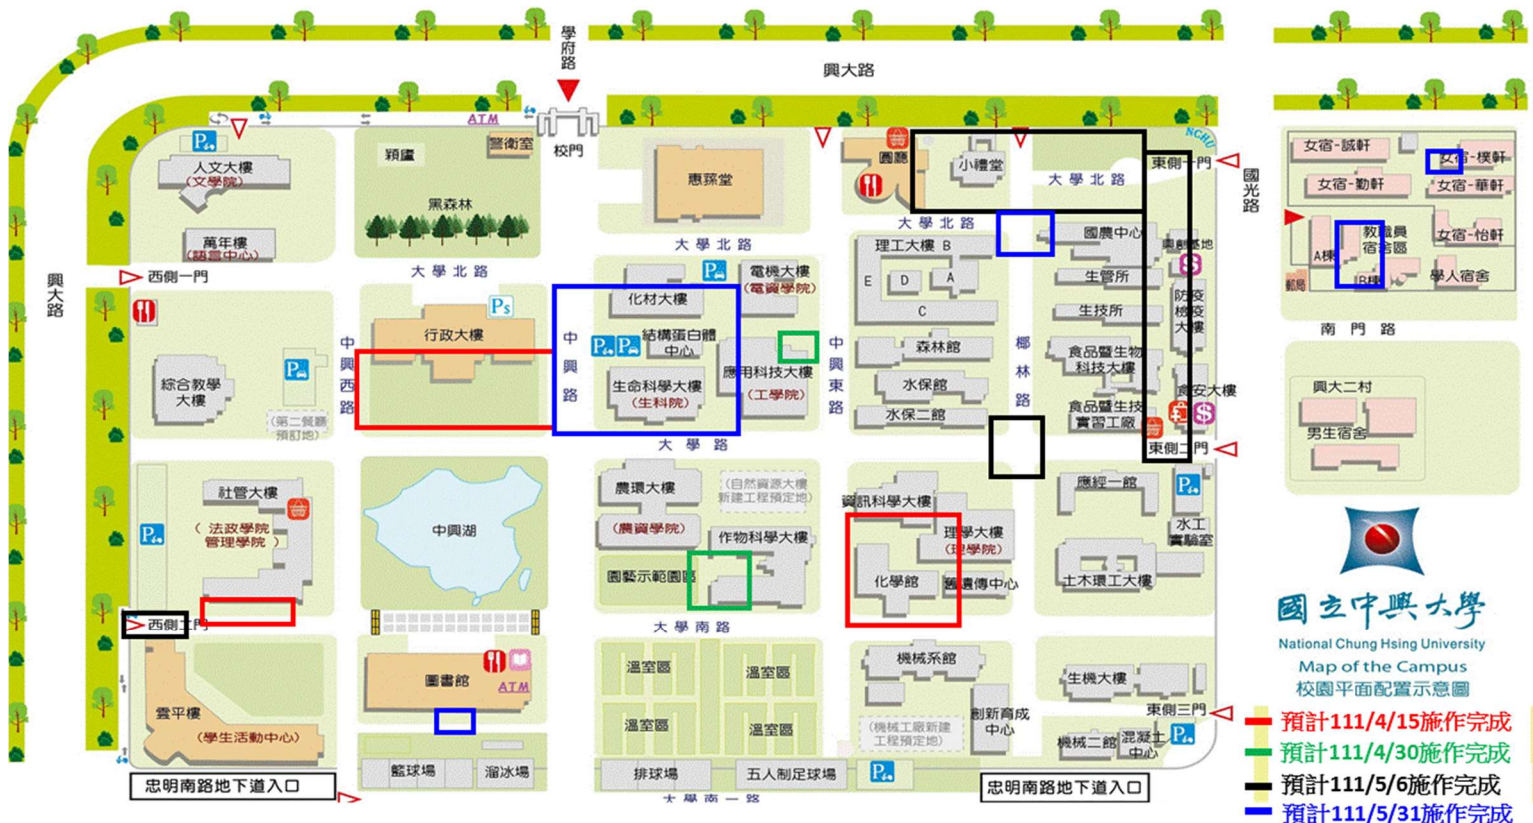 學府路
興大路
ATM
NCHU
人文大樓
(文學院)
穎廬
警衛室
校門
惠蓀堂
圓廳
小禮堂
大學北路
東側一門
國光路
女宿-誠軒
女宿-樸軒
女宿-勤軒
女宿-華軒
黑森林
大學北路
大學北路
大學北路
萬年樓
(語言中心)
西側一門
理工大樓
B
E
D
A
C
國農中心
教職員
宿舍區
女宿-怡軒
A棟
B棟
學人宿舍
郵局
南門路
興大路
化材大樓
電機大樓
(電資學院)
生管所
生技所
防疫
檢疫
大樓
行政大樓
Ps
中興西路
中興路
結構蛋白體
中心
生命科學大樓
(生科院)
應用科技大樓
(工學院)
中興東路
森林館
水保館
水保二館
椰林路
食品暨生物
科技大樓
食品暨生技
實習工廠
食安大樓
東側二門
綜合教學
大樓
(第二餐廳
預訂地)
大學路
興大二村
男生宿舍
社管大樓
(法政學院
管理學院)
中興湖
農環大樓
(農資學院)
(自然資源大樓
新建工程預定地)
作物科學大樓
園藝示範園區
資訊科學大樓
理學大樓
(理學院)
化學館
舊遺傳中心
應經一館
水工
實驗室
土木環工大樓
西側二門
大學南路
圖書館
ATM
溫室區
溫室區
溫室區
溫室區
機械系館
(機械工廠新建
工程預定地)
創新育成
中心
生機大樓
東側三門
機械二館
混凝土
中心
雲平樓
(學生活動中心)
籃球場
溜冰場
排球場
五人制足球場
大學南一路
忠明南路地下道入口
忠明南路地下道入口
國立中興大學
National Chung Hsing University
Map of the Campus
校園平面配置示意圖
預計111/4/15施作完成
預計111/4/30施作完成
預計111/5/6施作完成
預計111/5/31施作完成